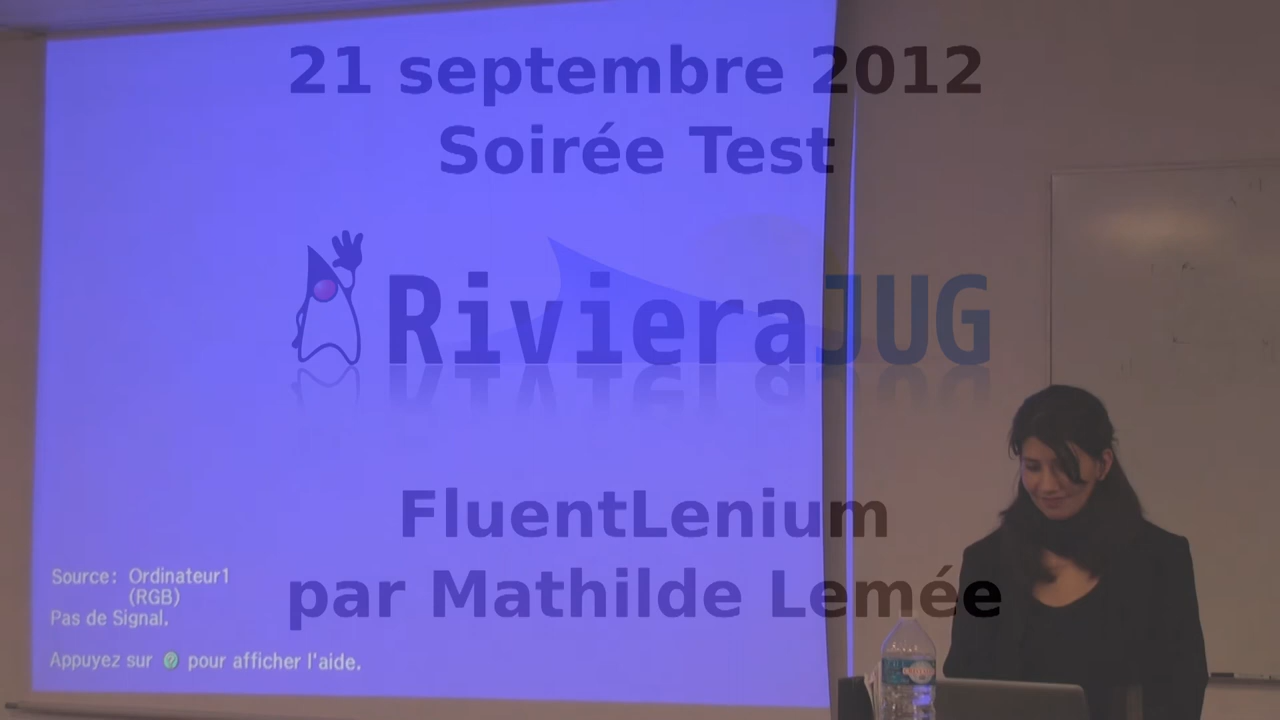 21 septembre 2012
Soirée Test
RivieraJUG
FluentLenium
par Mathilde Lemée
Source: Ordinateur1
(RGB)
Pas de Signal.
Appuyez sur ? pour afficher l'aide.